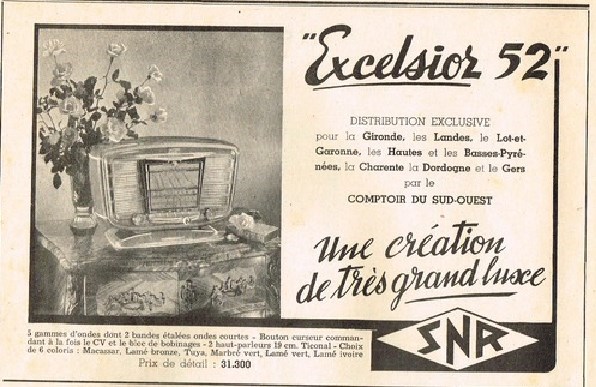 "Excelsior 52"
DISTRIBUTION EXCLUSIVE
pour la Gironde, les Landes, le Lot-et-
Garonne, les Hautes et les Basses-Pyré-
nées, la Charente la Dordogne et le Gers
par le
COMPTOIR DU SUD-OUEST
Une création
de très grand luxe
SNR
5 gammes d'ondes dont 2 bandes étalées ondes courtes - Bouton curseur comman-
dant à la fois le CV et le bloc de bobinages - 2 haut-parleurs 19 cm. Ticonal - Choix
de 6 coloris : Macassar, Lamé bronze, Tuya, Marbré vert, Lamé vert, Lamé ivoire
Prix de détail : 31.300